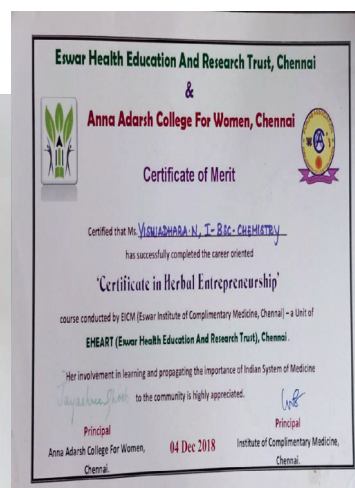 Eswar Health Education And Research Trust, Chennai
&
Anna Adarsh College For Women, Chennai
Certificate of Merit
Certified that Ms. VISWADHARA·N, I-BSC-CHEMISTRY
has successfully completed the career oriented
'Certificate in Herbal Entrepreneurship'
course conducted by EICM (Eswar Institute of Complimentary Medicine, Chennai) – a Unit of
EHEART (Eswar Health Education And Research Trust), Chennai.
Her involvement in learning and propagating the importance of Indian System of Medicine
to the community is highly appreciated.
Principal
Anna Adarsh College For Women,
Chennai.
04 Dec 2018
Principal
Institute of Complimentary Medicine,
Chennai.